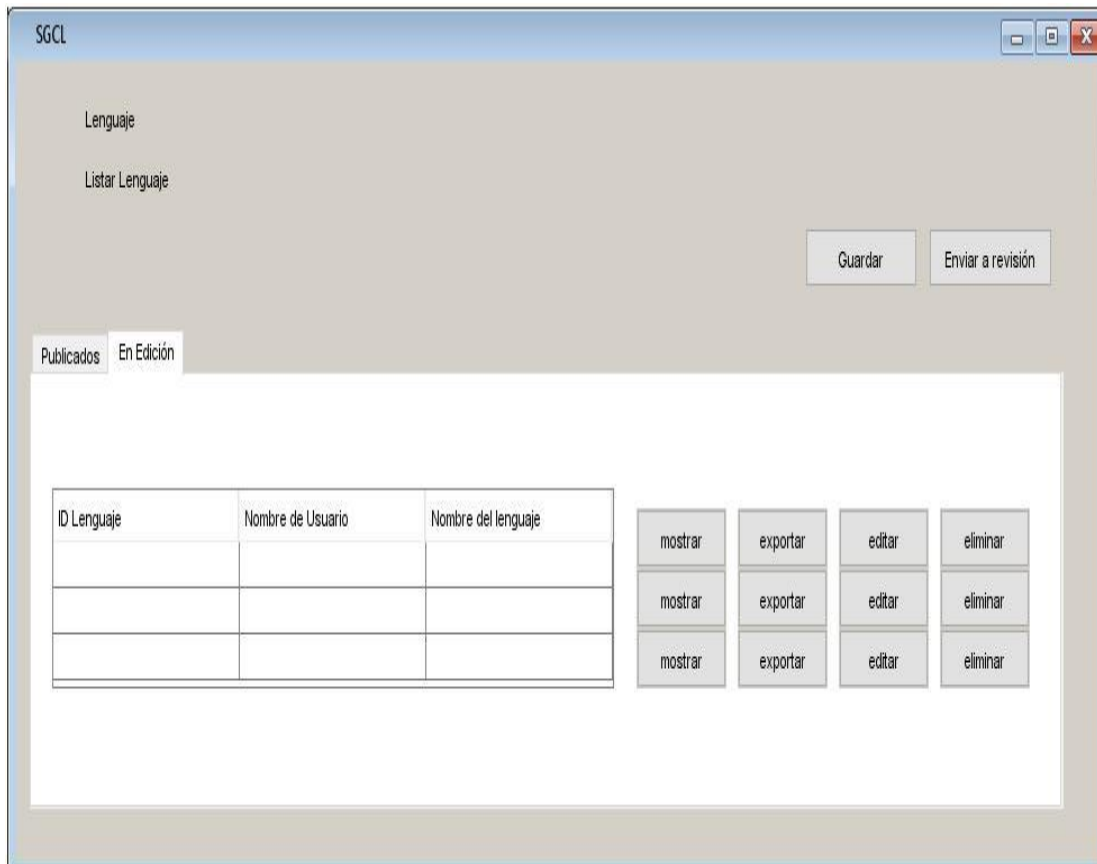 SGCL
Lenguaje
Listar Lenguaje
Guardar Enviar a revisión
Publicados En Edición
ID Lenguaje Nombre de Usuario Nombre del lenguaje
mostrar exportar editar eliminar
mostrar exportar editar eliminar
mostrar exportar editar eliminar